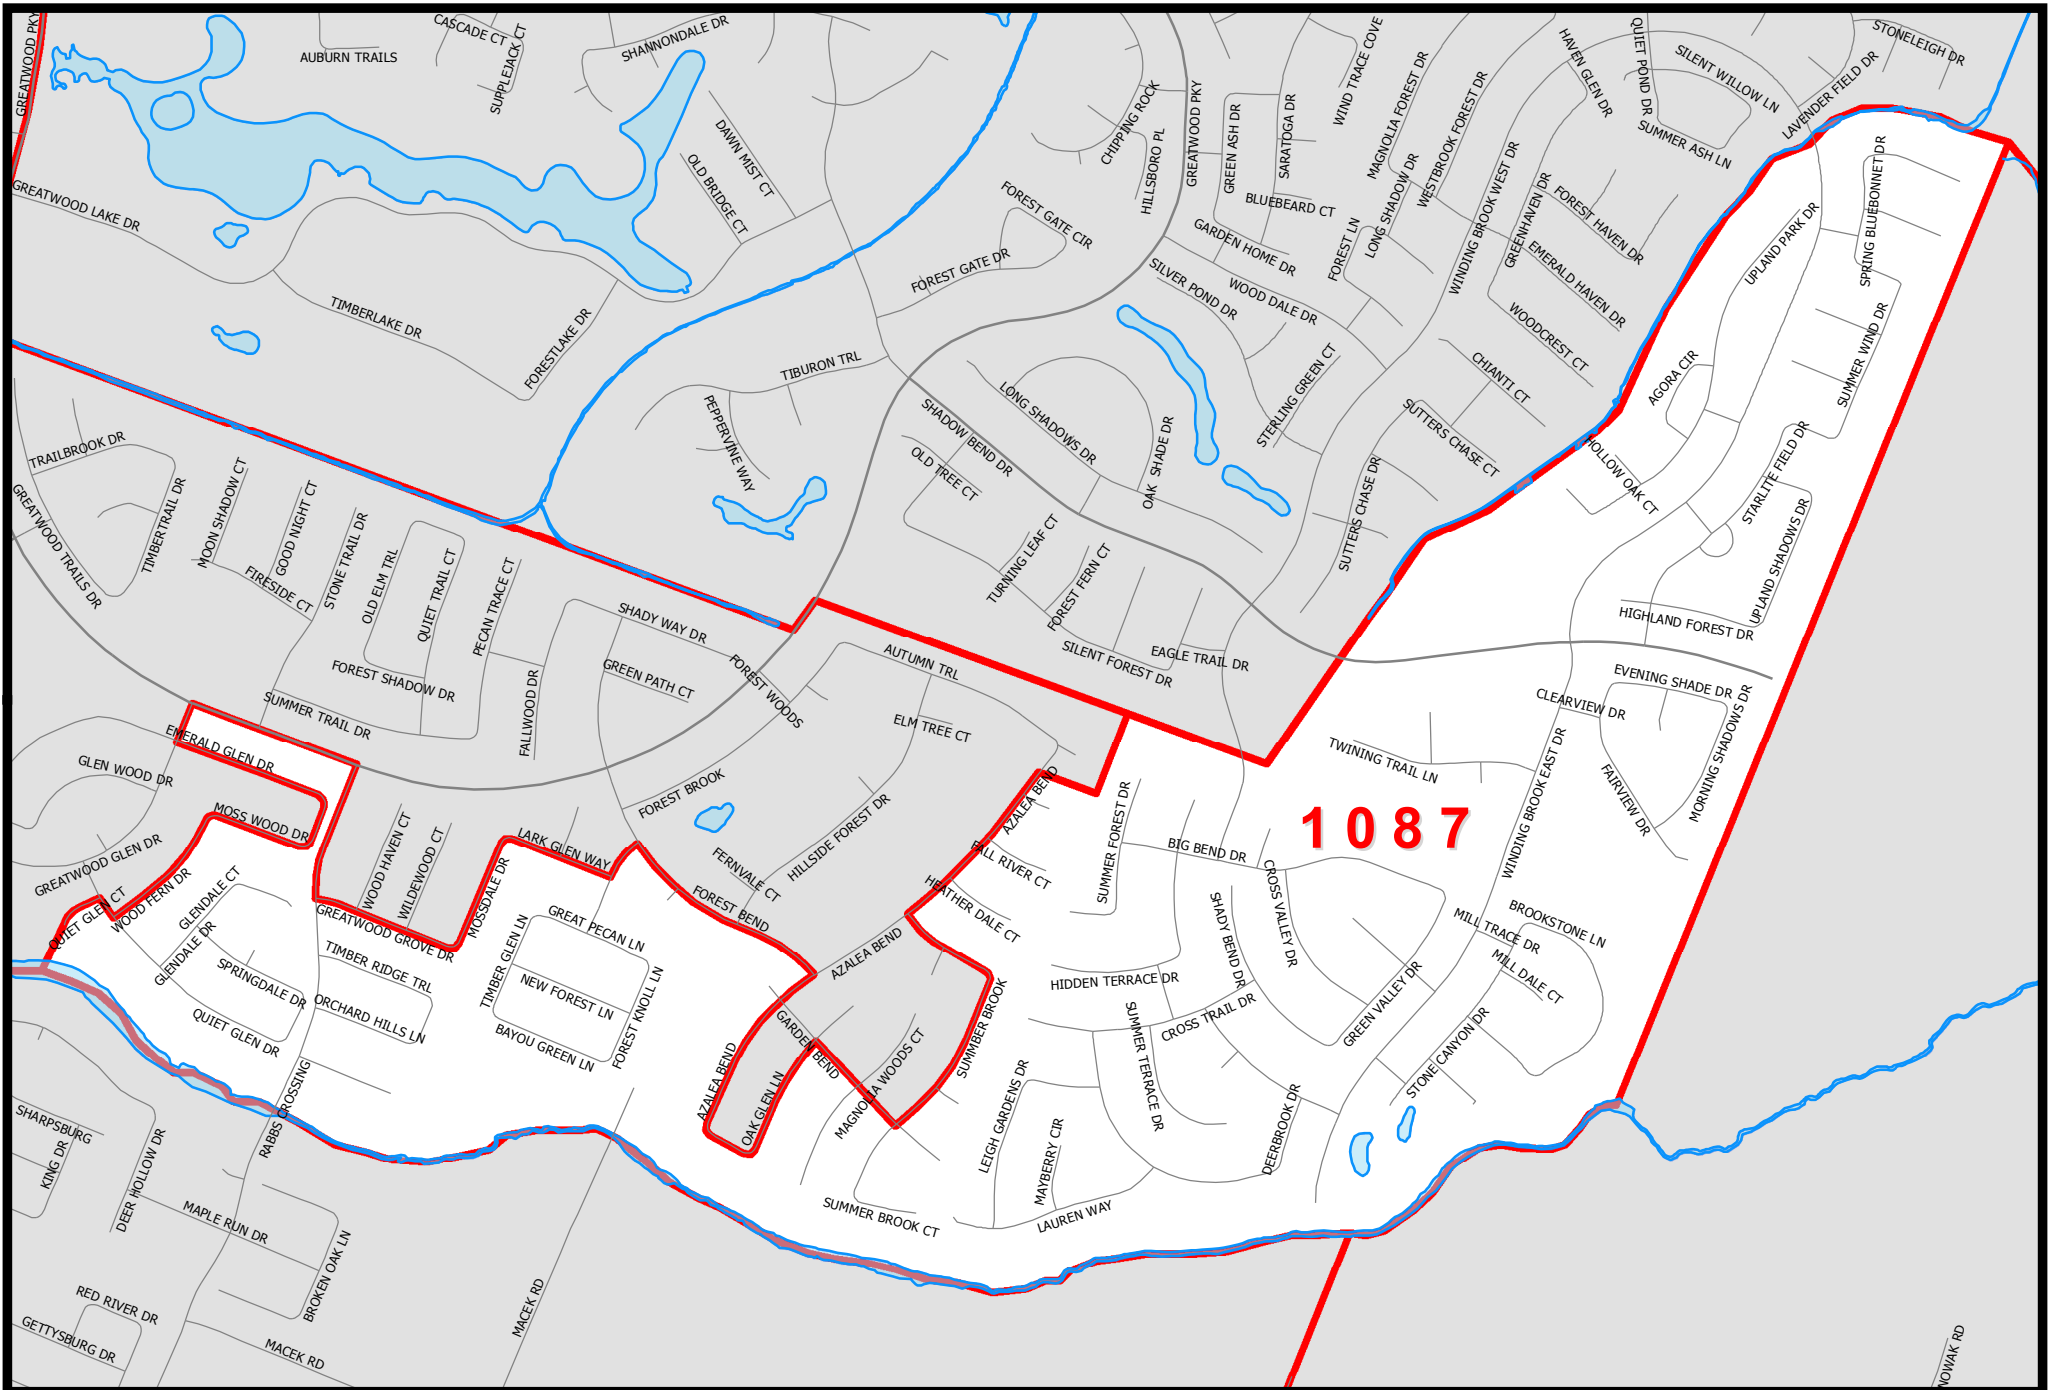 GREATWOOD PKY
AUBURN TRAILS
CASCADE CT
SUPPLEJACK CT
SHANNONDALE DR
DAWN MIST CT
OLD BRIDGE CT
CHIPPING ROCK
HILLSBORO PL
GREATWOOD PKY
GREEN ASH DR
SARATOGA DR
WIND TRACE COVE
MAGNOLIA FOREST DR
WESTBROOK FOREST DR
HAVEN GLEN DR
QUIET POND DR
SILENT WILLOW LN
STONELEIGH DR
LAVENDER FIELD DR
SUMMER ASH LN
GREATWOOD LAKE DR
FOREST GATE CIR
FOREST GATE DR
BLUEBEARD CT
GARDEN HOME DR
FOREST LN
LONG SHADOW DR
WINDING BROOK WEST DR
GREENHAVEN DR
FOREST HAVEN DR
EMERALD HAVEN DR
UPLAND PARK DR
SPRING BLUEBONNET DR
TIMBERLAKE DR
FORESTLAKE DR
SILVER POND DR
WOOD DALE DR
WOODCREST CT
CHIANTI CT
SUMMER WIND DR
AGORA CIR
TIBURON TRL
PEPPERVINE WAY
LONG SHADOWS DR
SHADOW BEND DR
OLD TREE CT
OAK SHADE DR
STERLING GREEN CT
SUTTERS CHASE CT
SUTTERS CHASE DR
HOLLOW OAK CT
STARLITE FIELD DR
UPLAND SHADOWS DR
TRAILBROOK DR
GREATWOOD TRAILS DR
TIMBERTRAIL DR
MOON SHADOW CT
GOOD NIGHT CT
FIRESIDE CT
STONE TRAIL DR
OLD ELM TRL
QUIET TRAIL CT
PECAN TRACE CT
TURNING LEAF CT
FOREST FERN CT
SILENT FOREST DR
EAGLE TRAIL DR
HIGHLAND FOREST DR
SHADY WAY DR
GREEN PATH CT
FOREST WOODS
AUTUMN TRL
ELM TREE CT
FOREST SHADOW DR
SUMMER TRAIL DR
FALLWOOD DR
EVENING SHADE DR
CLEARVIEW DR
MORNING SHADOWS DR
FAIRVIEW DR
TWINING TRAIL LN
WINDING BROOK EAST DR
EMERALD GLEN DR
GLEN WOOD DR
MOSS WOOD DR
GREATWOOD GLEN DR
FOREST BROOK
HILLSIDE FOREST DR
FERNVALE CT
FOREST BEND
LARK GLEN WAY
WOOD HAVEN CT
WILDEWOOD CT
MOSSDALE DR
GREATWOOD GROVE DR
AZALEA BEND
FALL RIVER CT
HEATHER DALE CT
SUMMER FOREST DR
1087
BIG BEND DR
CROSS VALLEY DR
SHADY BEND DR
QUIET GLEN CT
WOOD FERN DR
GLENDALE CT
GLENDALE DR
SPRINGDALE DR
QUIET GLEN DR
TIMBER RIDGE TRL
ORCHARD HILLS LN
TIMBER GLEN LN
GREAT PECAN LN
NEW FOREST LN
BAYOU GREEN LN
FOREST KNOLL LN
AZALEA BEND
GARDEN BEND
AZALEA BEND
OAK GLEN LN
MAGNOLIA WOODS CT
SUMMBER BROOK
HIDDEN TERRACE DR
CROSS TRAIL DR
SUMMER TERRACE DR
GREEN VALLEY DR
MILL TRACE DR
BROOKSTONE LN
MILL DALE CT
STONE CANYON DR
LEIGH GARDENS DR
MAYBERRY CIR
LAUREN WAY
DEERBROOK DR
SUMMER BROOK CT
RABBS CROSSING
SHARPSBURG
KING DR
DEER HOLLOW DR
MAPLE RUN DR
BROKEN OAK LN
RED RIVER DR
GETTYSBURG DR
MACEK RD
MACEK RD
NOWAK RD